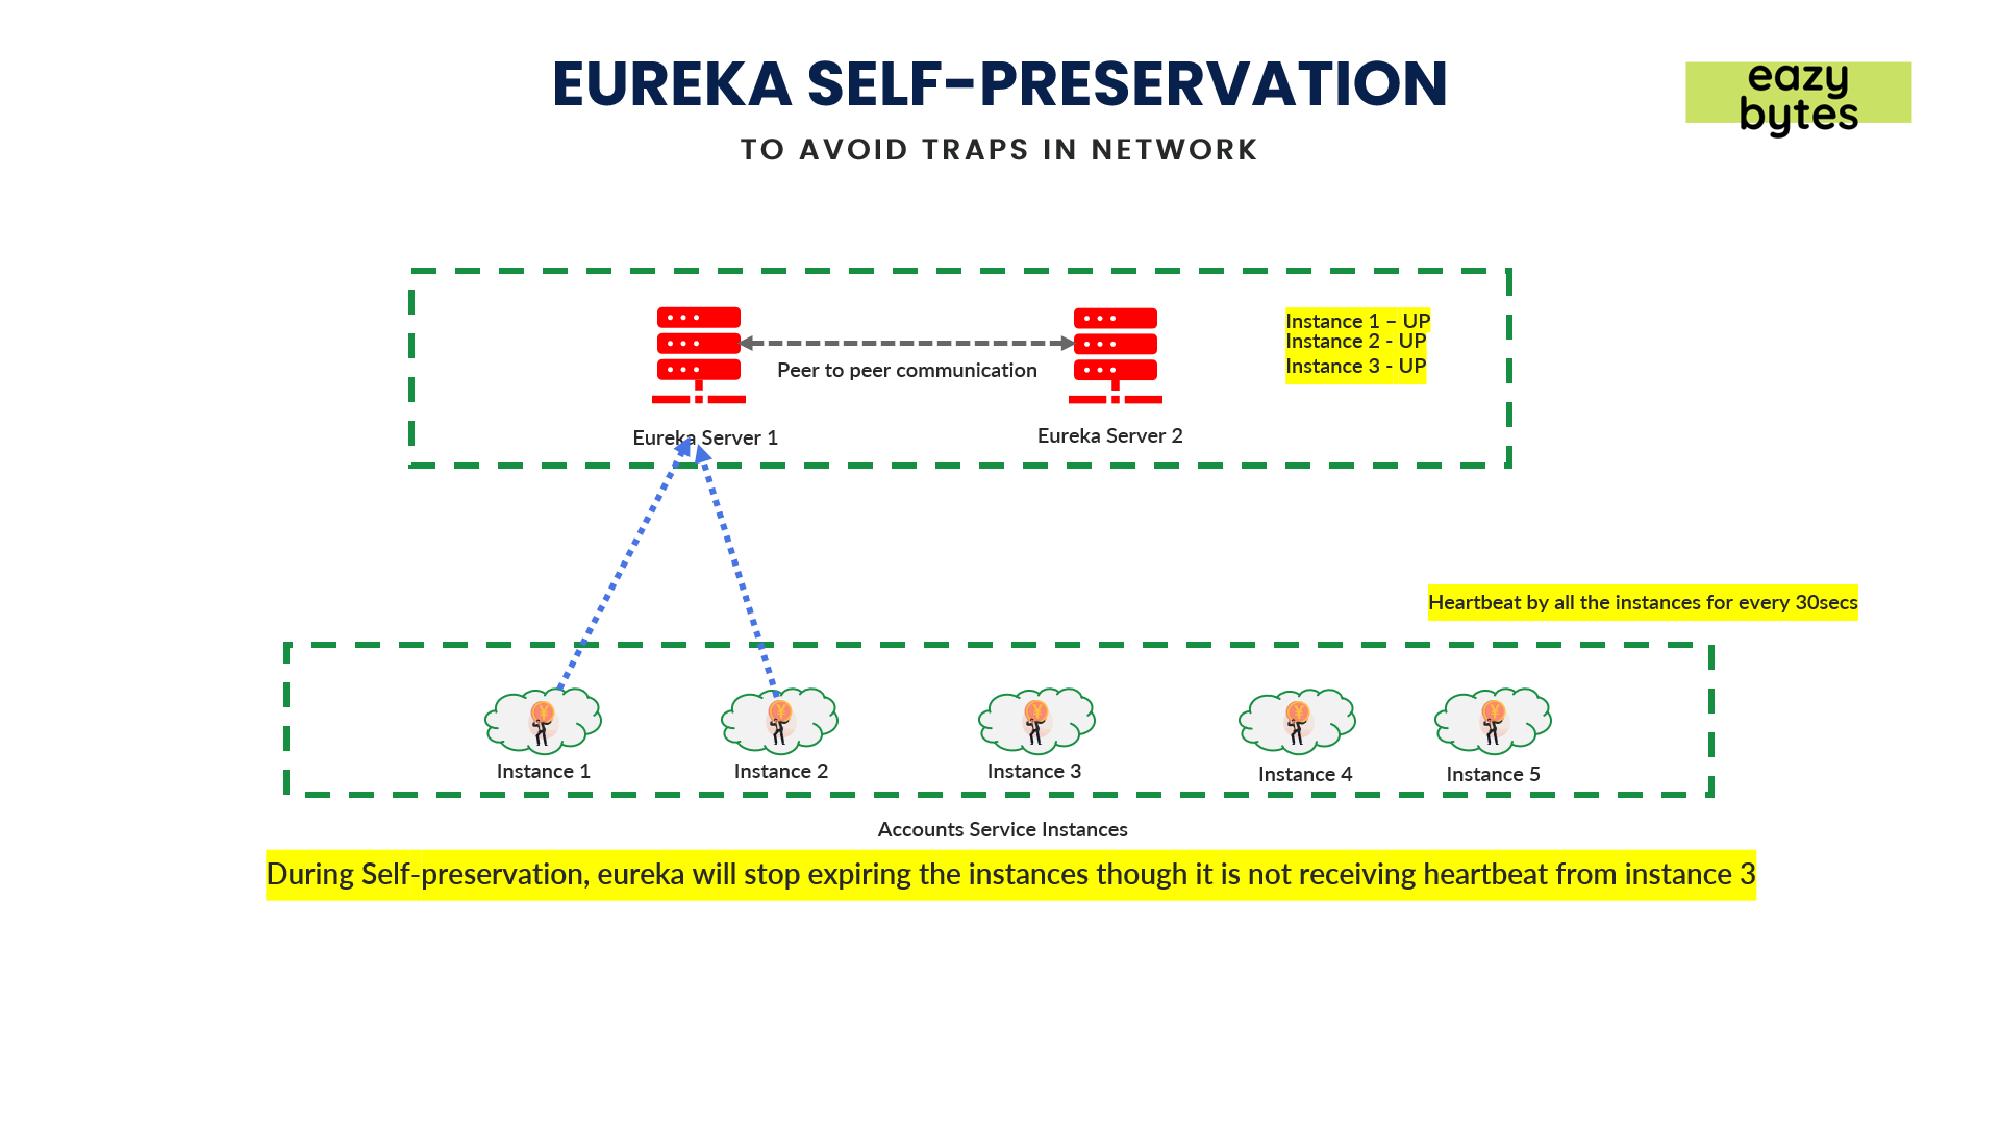 EUREKA SELF-PRESERVATION
TO AVOID TRAPS IN NETWORK
eazy
bytes
Instance 1 – UP
Instance 2 - UP
Instance 3 - UP
Peer to peer communication
Eureka Server 1
Eureka Server 2
Heartbeat by all the instances for every 30secs
Instance 1
Instance 2
Instance 3
Instance 4
Instance 5
Accounts Service Instances
During Self-preservation, eureka will stop expiring the instances though it is not receiving heartbeat from instance 3